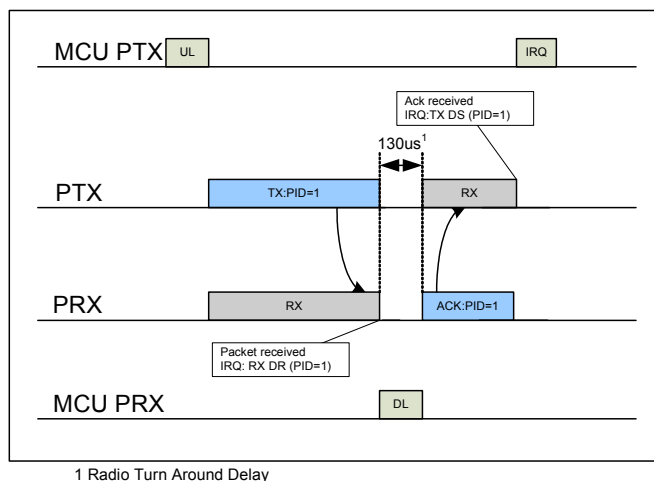 MCU PTX
UL
IRQ
Ack received
IRQ:TX DS (PID=1)
130us1
PTX
TX:PID=1
RX
PRX
RX
ACK:PID=1
Packet received
IRQ: RX DR (PID=1)
MCU PRX
DL
1 Radio Turn Around Delay